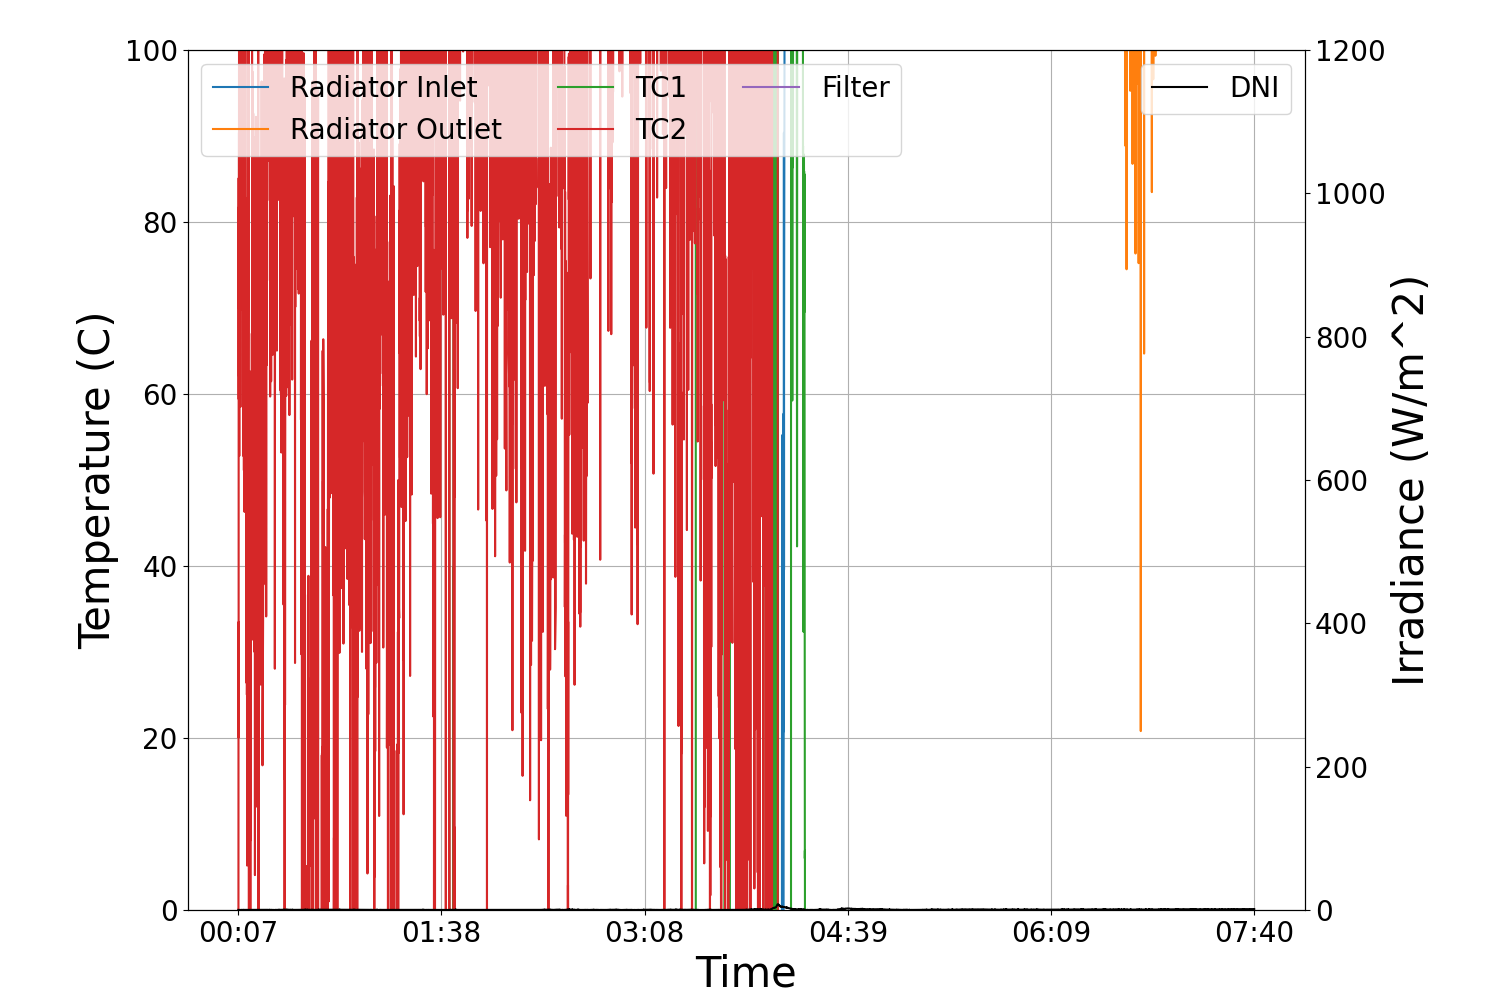 Radiator Inlet
Radiator Outlet
TC1
TC2
Filter
DNI
Temperature (C)
100
80
60
40
20
0
Irradiance (W/m^2)
1200
1000
800
600
400
200
0
00:07 01:38 03:08 04:39 06:09 07:40
Time